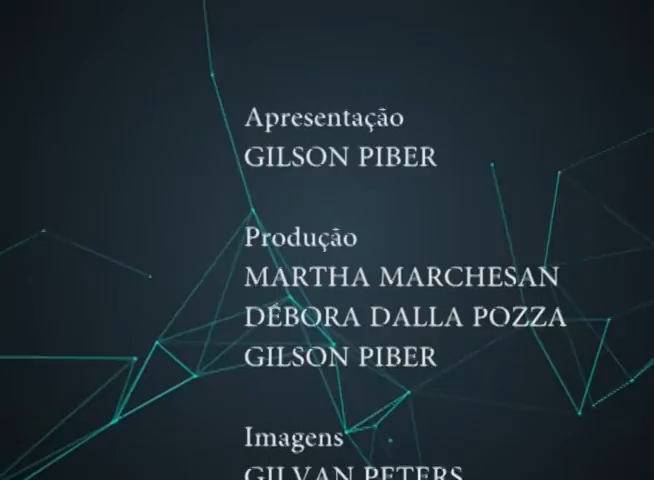 Apresentação
GILSON PIBER
Produção
MARTHA MARCHESAN
DÉBORA DALLA POZZA
GILSON PIBER
Imagens
GILVAN PETERS